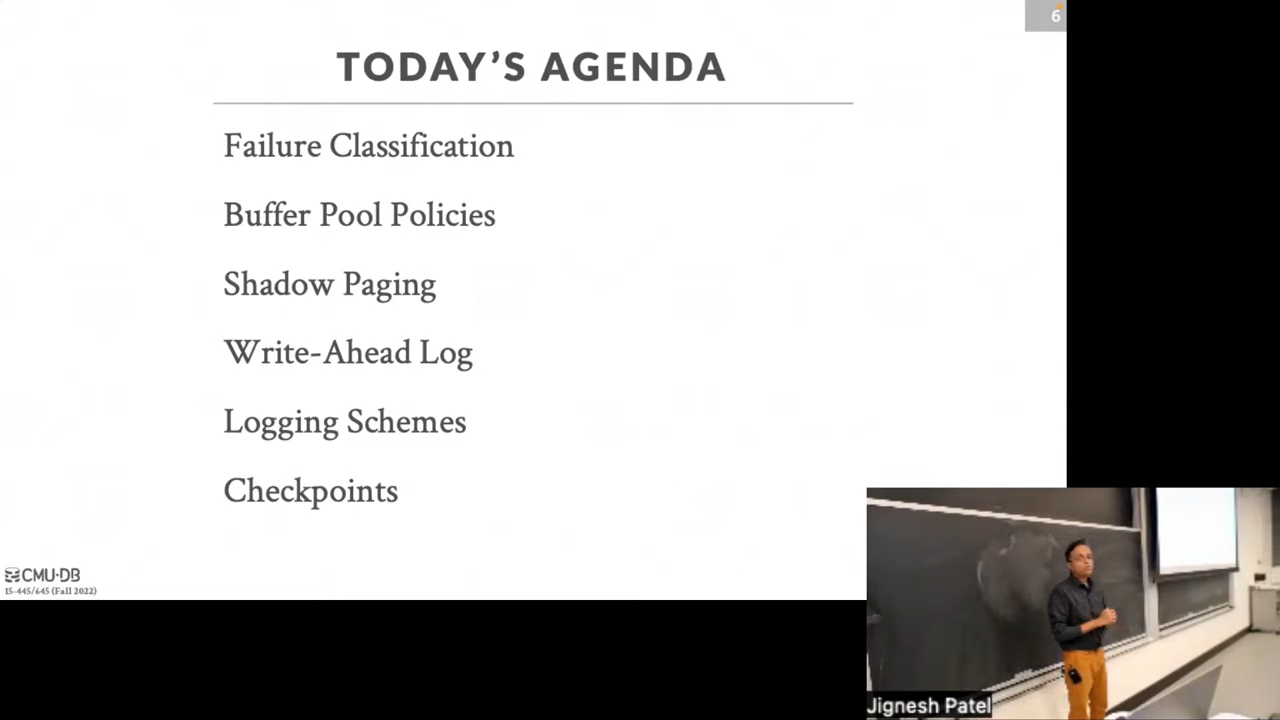 6
TODAY'S AGENDA
Failure Classification
Buffer Pool Policies
Shadow Paging
Write-Ahead Log
Logging Schemes
Checkpoints
CMU·DB
15-445/645 (Fall 2022)
Jignesh Patel